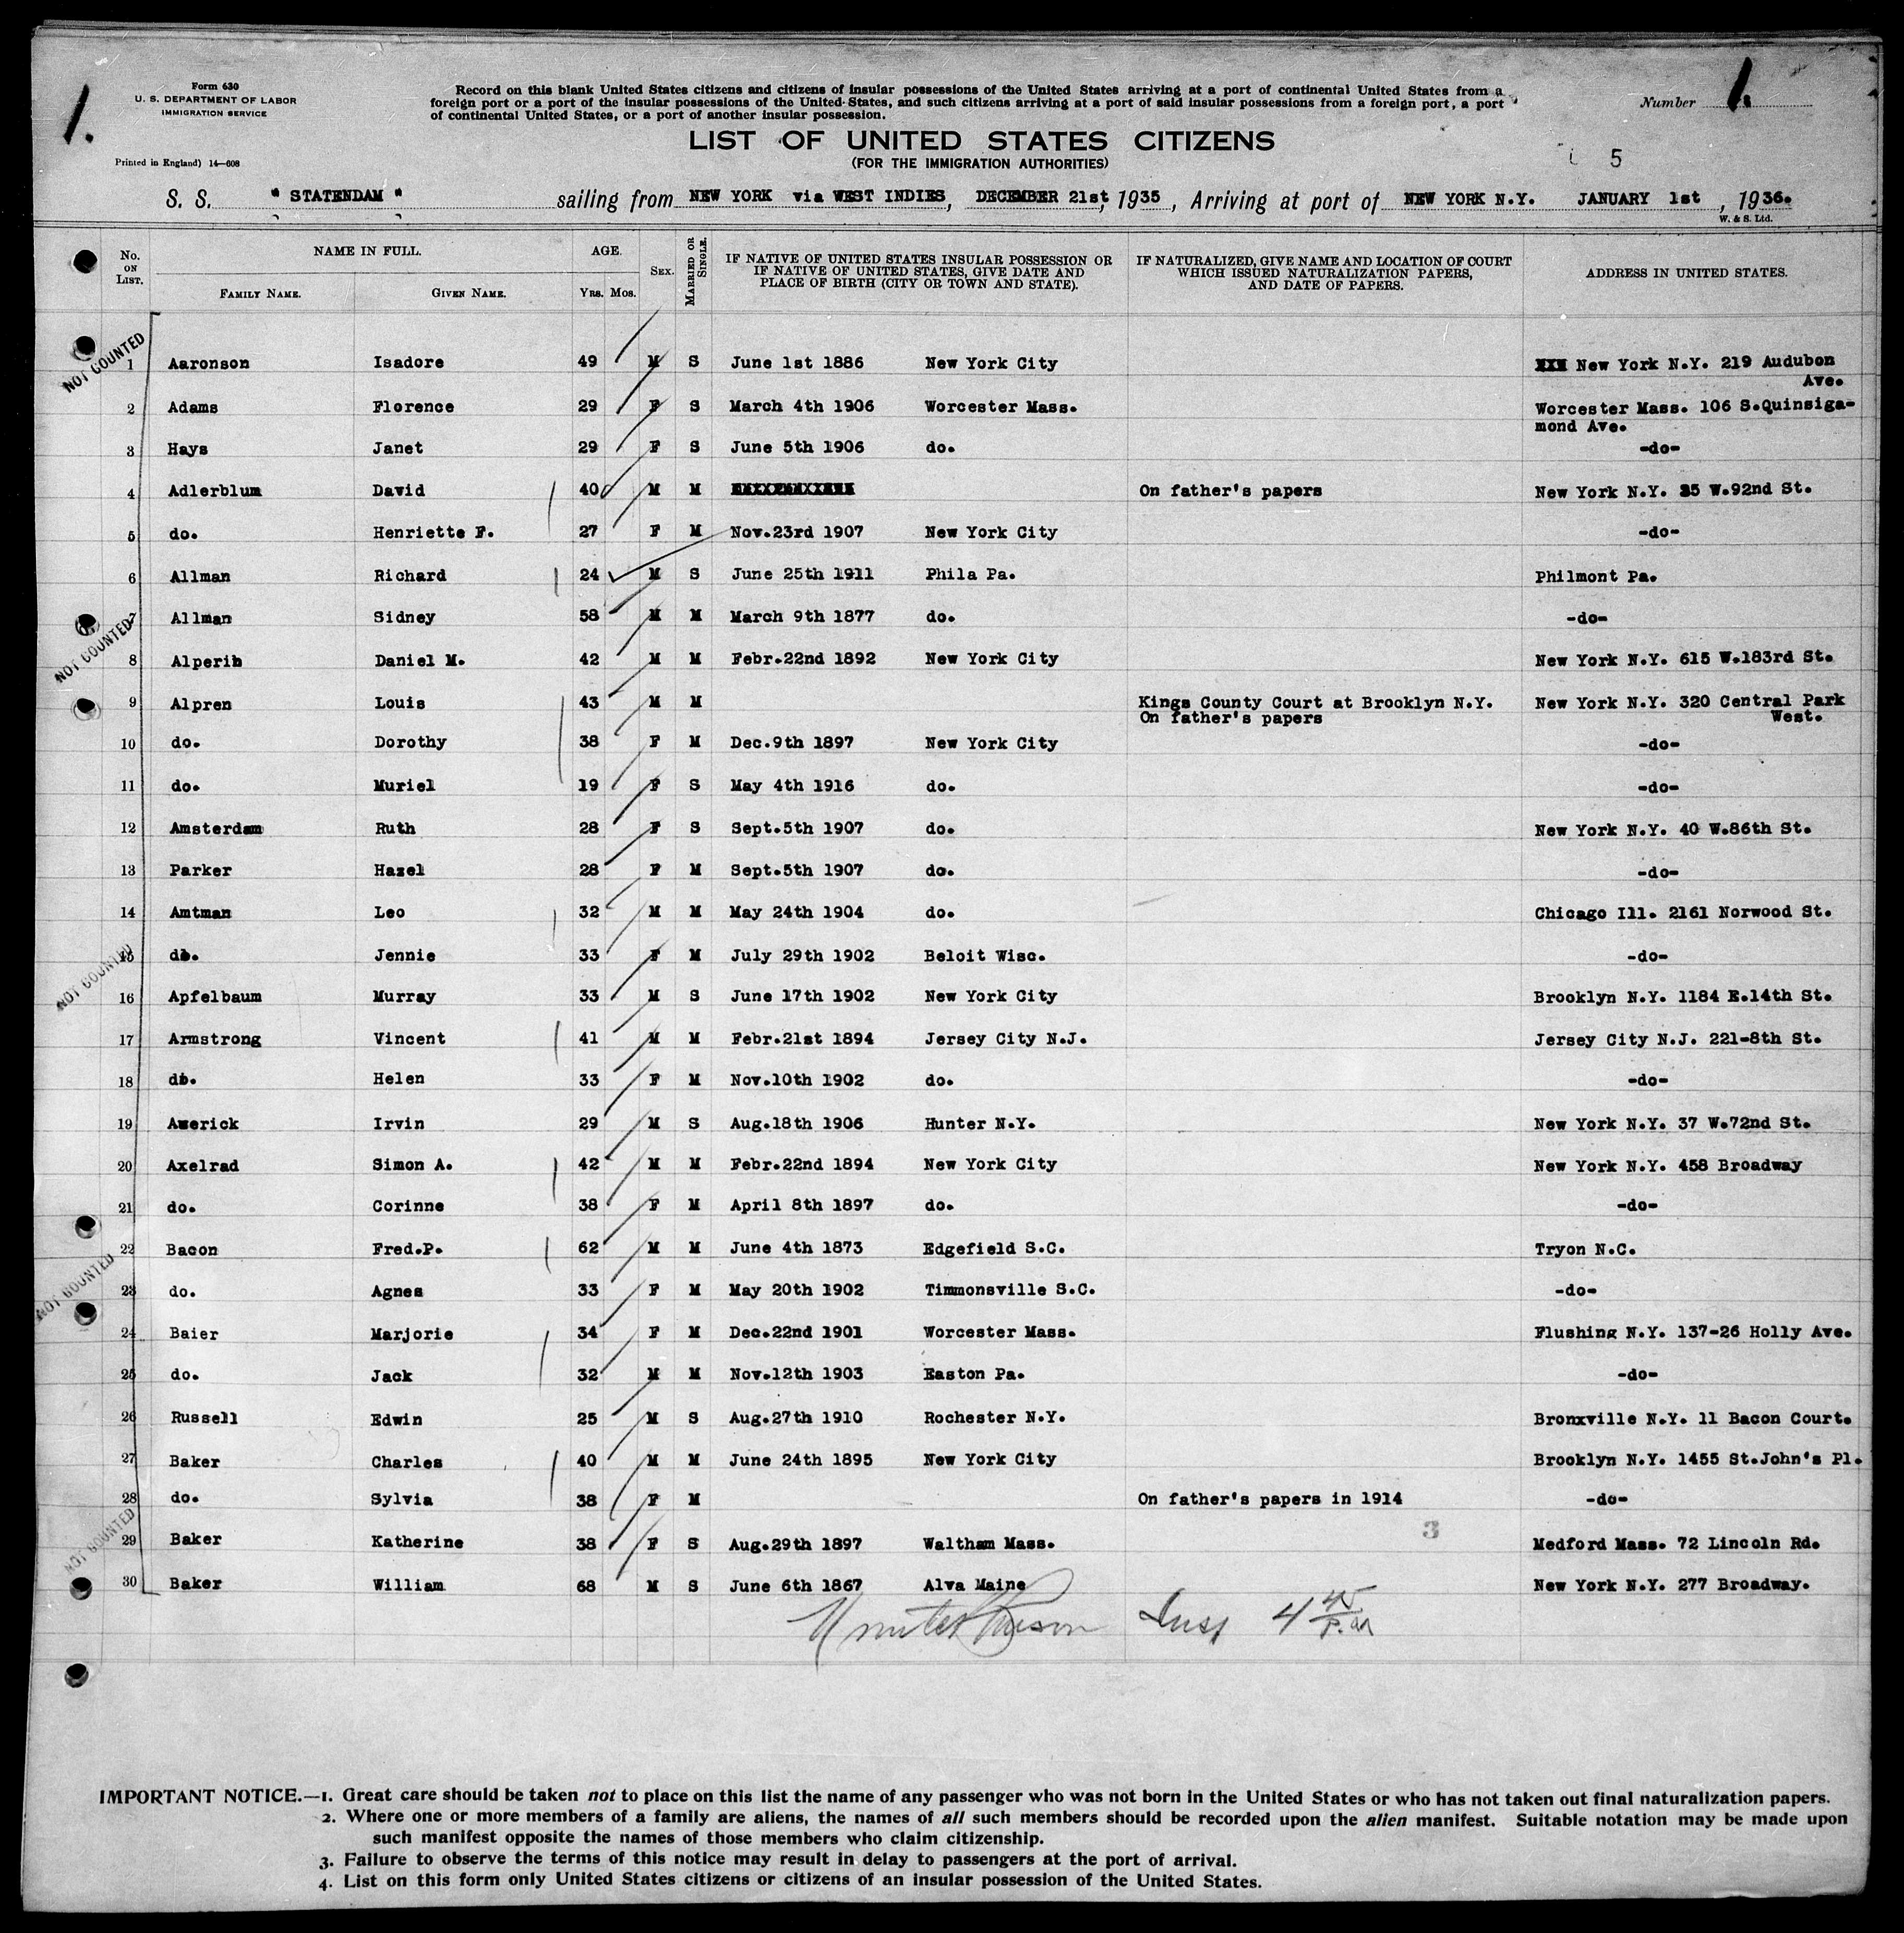 1.
Form 630
U. S. DEPARTMENT OF LABOR
IMMIGRATION SERVICE
Printed in England) 14—608
Record on this blank United States citizens and citizens of insular possessions of the United States arriving at a port of continental United States from a
foreign port or a port of the insular possessions of the United States, and such citizens arriving at a port of said insular possessions from a foreign port, a port
of continental United States, or a port of another insular possession.
Number 1.
LIST OF UNITED STATES CITIZENS
(FOR THE IMMIGRATION AUTHORITIES)
5
S. S. " STATENDAM " sailing from NEW YORK via WEST INDIES, DECEMBER 21st, 1935, Arriving at port of NEW YORK N.Y. JANUARY 1st, 1936.
W. & S. Ltd.
No. ON LIST. NAME IN FULL. FAMILY NAME. GIVEN NAME. AGE. YRS. MOS. SEX. MARRIED OR SINGLE. IF NATIVE OF UNITED STATES INSULAR POSSESSION OR IF NATIVE OF UNITED STATES, GIVE DATE AND PLACE OF BIRTH (CITY OR TOWN AND STATE). IF NATURALIZED, GIVE NAME AND LOCATION OF COURT WHICH ISSUED NATURALIZATION PAPERS, AND DATE OF PAPERS. ADDRESS IN UNITED STATES.
NOT COUNTED
1 Aaronson Isadore 49 M S June 1st 1886 New York City New York N.Y. 219 Audubon
Ave.
2 Adams Florence 29 F S March 4th 1906 Worcester Mass. Worcester Mass. 106 S.Quinsiga-
mond Ave.
3 Hays Janet 29 F S June 5th 1906 do. -do-
4 Adlerblum David 40 M M On father's papers New York N.Y. 35 W.92nd St.
5 do. Henriette F. 27 F M Nov.23rd 1907 New York City -do-
6 Allman Richard 24 M S June 25th 1911 Phila Pa. Philmont Pa.
7 Allman Sidney 58 M M March 9th 1877 do. -do-
NOT COUNTED
8 Alperin Daniel M. 42 M M Febr.22nd 1892 New York City New York N.Y. 615 W.183rd St.
9 Alpren Louis 43 M M Kings County Court at Brooklyn N.Y. New York N.Y. 320 Central Park
On father's papers West.
10 do. Dorothy 38 F M Dec.9th 1897 New York City -do-
11 do. Muriel 19 F S May 4th 1916 do. -do-
12 Amsterdam Ruth 28 F S Sept.5th 1907 do. New York N.Y. 40 W.86th St.
13 Parker Hazel 28 F M Sept.5th 1907 do. -do-
14 Amtman Leo 32 M M May 24th 1904 do. Chicago Ill. 2161 Norwood St.
15 do. Jennie 33 F M July 29th 1902 Beloit Wisc. -do-
NOT COUNTED
16 Apfelbaum Murray 33 M S June 17th 1902 New York City Brooklyn N.Y. 1184 E.14th St.
17 Armstrong Vincent 41 M M Febr.21st 1894 Jersey City N.J. Jersey City N.J. 221-8th St.
18 do. Helen 33 F M Nov.10th 1902 do. -do-
19 Awerick Irvin 29 M S Aug.18th 1906 Hunter N.Y. New York N.Y. 37 W.72nd St.
20 Axelrad Simon A. 42 M M Febr.22nd 1894 New York City New York N.Y. 458 Broadway
21 do. Corinne 38 F M April 8th 1897 do. -do-
22 Bacon Fred.P. 62 M M June 4th 1873 Edgefield S.C. Tryon N.C.
NOT COUNTED
23 do. Agnes 33 F M May 20th 1902 Timmonsville S.C. -do-
24 Baier Marjorie 34 F M Dec.22nd 1901 Worcester Mass. Flushing N.Y. 137-26 Holly Ave.
25 do. Jack 32 M M Nov.12th 1903 Easton Pa. -do-
26 Russell Edwin 25 M S Aug.27th 1910 Rochester N.Y. Bronxville N.Y. 11 Bacon Court.
27 Baker Charles 40 M M June 24th 1895 New York City Brooklyn N.Y. 1455 St.John's Pl.
28 do. Sylvia 38 F M On father's papers in 1914 -do-
NOT COUNTED
29 Baker Katherine 38 F S Aug.29th 1897 Waltham Mass. 3 Medford Mass. 72 Lincoln Rd.
30 Baker William 68 M S June 6th 1867 Alva Maine New York N.Y. 277 Broadway.
Insp 4 45 P.M
IMPORTANT NOTICE.—1. Great care should be taken not to place on this list the name of any passenger who was not born in the United States or who has not taken out final naturalization papers.
2. Where one or more members of a family are aliens, the names of all such members should be recorded upon the alien manifest. Suitable notation may be made upon
such manifest opposite the names of those members who claim citizenship.
3. Failure to observe the terms of this notice may result in delay to passengers at the port of arrival.
4. List on this form only United States citizens or citizens of an insular possession of the United States.